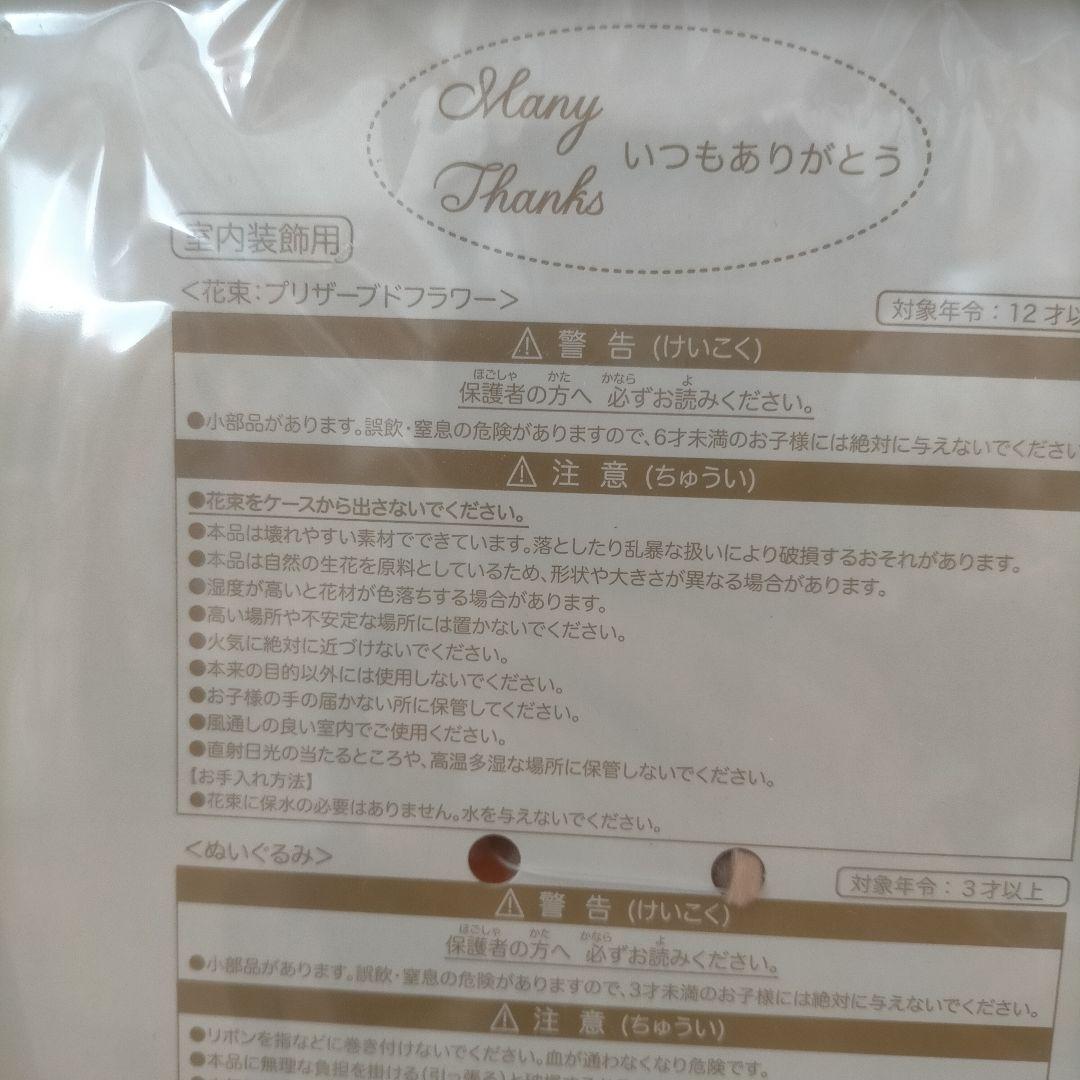 Many
Thanks
いつもありがとう
室内装飾用
<花束:プリザーブドフラワー>
対象年令:12才以
⚠ 警告 (けいこく)
ほごしゃ かた かなら よ
保護者の方へ 必ずお読みください。
●小部品があります。誤飲・窒息の危険がありますので、6才未満のお子様には絶対に与えないでください
⚠ 注意 (ちゅうい)
●花束をケースから出さないでください。
●本品は壊れやすい素材でできています。落としたり乱暴な扱いにより破損するおそれがあります。
●本品は自然の生花を原料としているため、形状や大きさが異なる場合があります。
●湿度が高いと花材が色落ちする場合があります。
●高い場所や不安定な場所には置かないでください。
●火気に絶対に近づけないでください。
●本来の目的以外には使用しないでください。
●お子様の手の届かない所に保管してください。
●風通しの良い室内でご使用ください。
●直射日光の当たるところや、高温多湿な場所に保管しないでください。
【お手入れ方法】
●花束に保水の必要はありません。水を与えないでください。
<ぬいぐるみ>
対象年令:3才以上
⚠ 警告 (けいこく)
ほごしゃ かた かなら よ
保護者の方へ 必ずお読みください。
●小部品があります。誤飲・窒息の危険がありますので、3才未満のお子様には絶対に与えないでください。
⚠ 注意 (ちゅうい)
●リボンを指などに巻き付けないでください。血が通わなくなり危険です。
●本品に無理な負担を掛ける(引っ張る)と